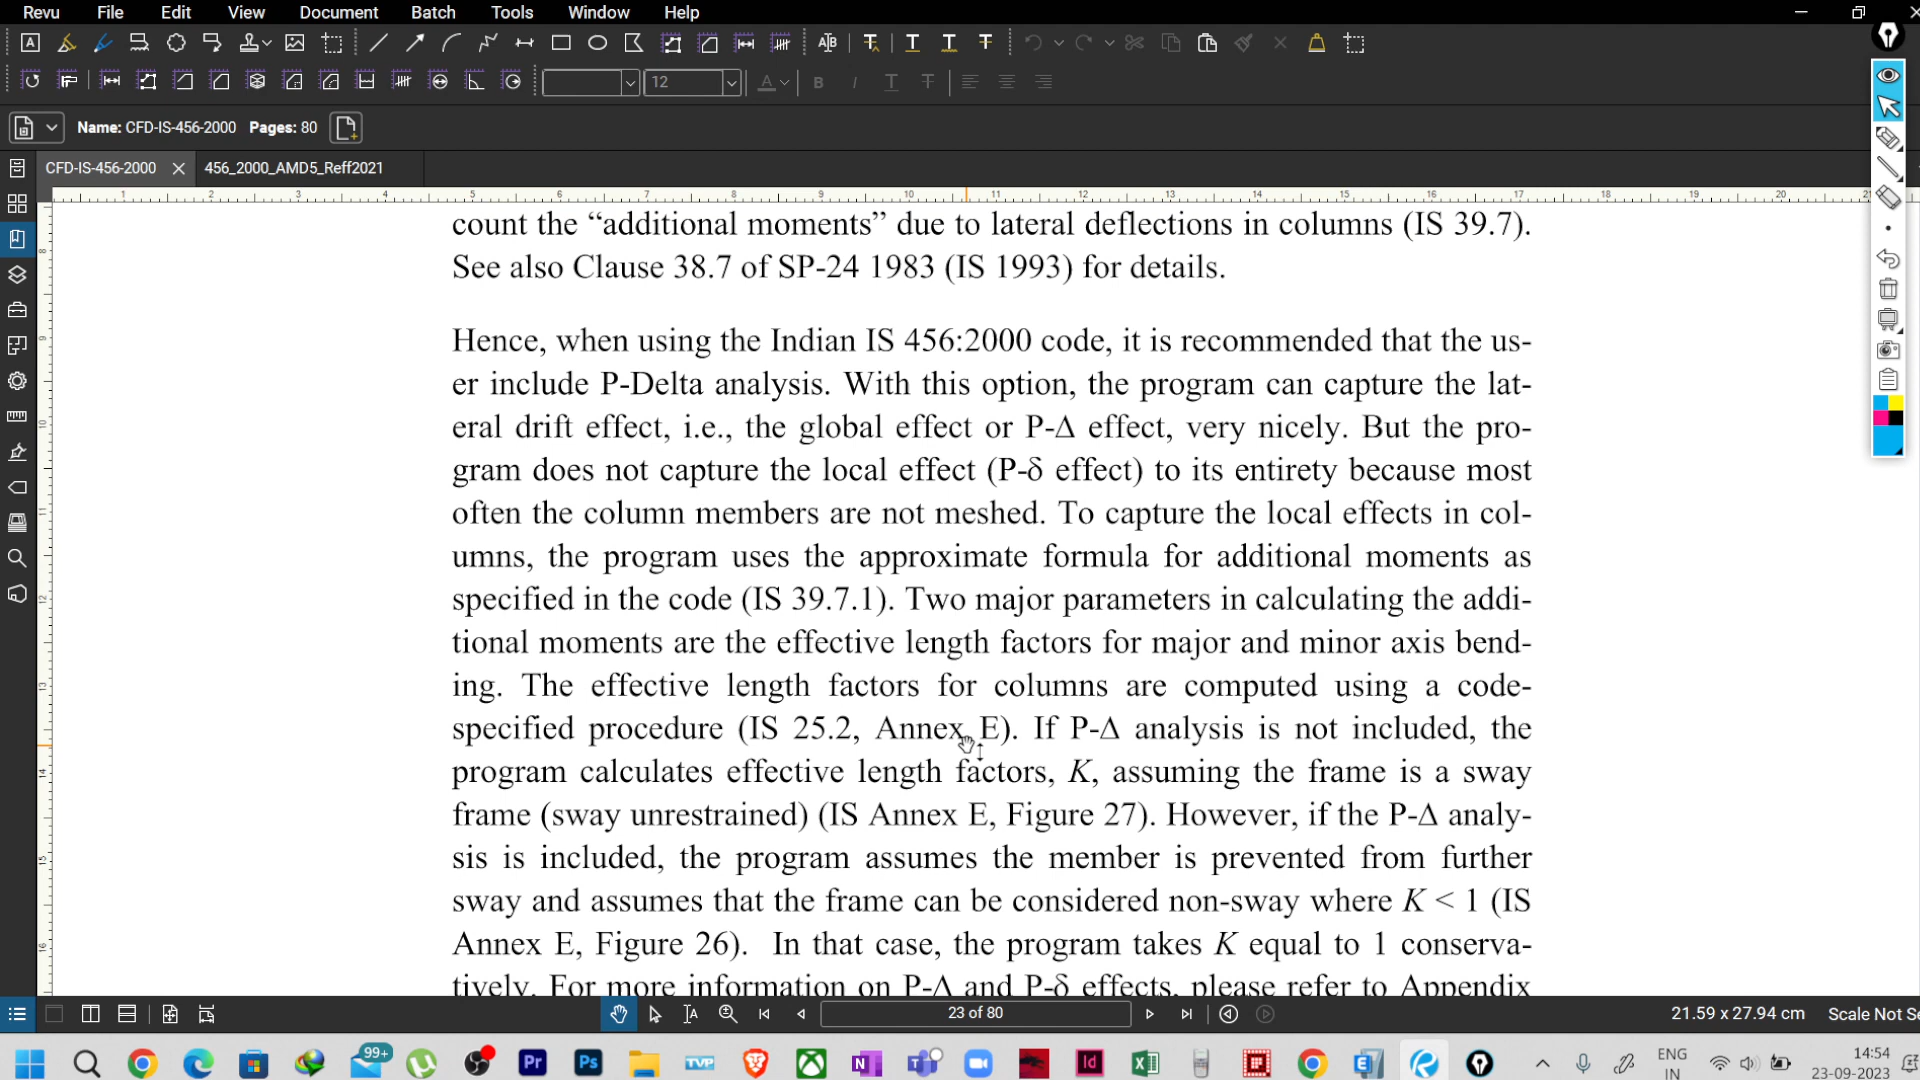 Revu File Edit View Document Batch Tools Window Help
12
Name: CFD-IS-456-2000 Pages: 80
CFD-IS-456-2000 456_2000_AMD5_Reff2021
count the “additional moments” due to lateral deflections in columns (IS 39.7).
See also Clause 38.7 of SP-24 1983 (IS 1993) for details.
Hence, when using the Indian IS 456:2000 code, it is recommended that the us-
er include P-Delta analysis. With this option, the program can capture the lat-
eral drift effect, i.e., the global effect or P-Δ effect, very nicely. But the pro-
gram does not capture the local effect (P-δ effect) to its entirety because most
often the column members are not meshed. To capture the local effects in col-
umns, the program uses the approximate formula for additional moments as
specified in the code (IS 39.7.1). Two major parameters in calculating the addi-
tional moments are the effective length factors for major and minor axis bend-
ing. The effective length factors for columns are computed using a code-
specified procedure (IS 25.2, Annex E). If P-Δ analysis is not included, the
program calculates effective length factors, K, assuming the frame is a sway
frame (sway unrestrained) (IS Annex E, Figure 27). However, if the P-Δ analy-
sis is included, the program assumes the member is prevented from further
sway and assumes that the frame can be considered non-sway where K < 1 (IS
Annex E, Figure 26). In that case, the program takes K equal to 1 conserva-
tively. For more information on P-Δ and P-δ effects, please refer to Appendix
23 of 80
21.59 x 27.94 cm Scale Not Se
99+ Pr Ps TVP Id
ENG
IN
14:54
23-09-2023